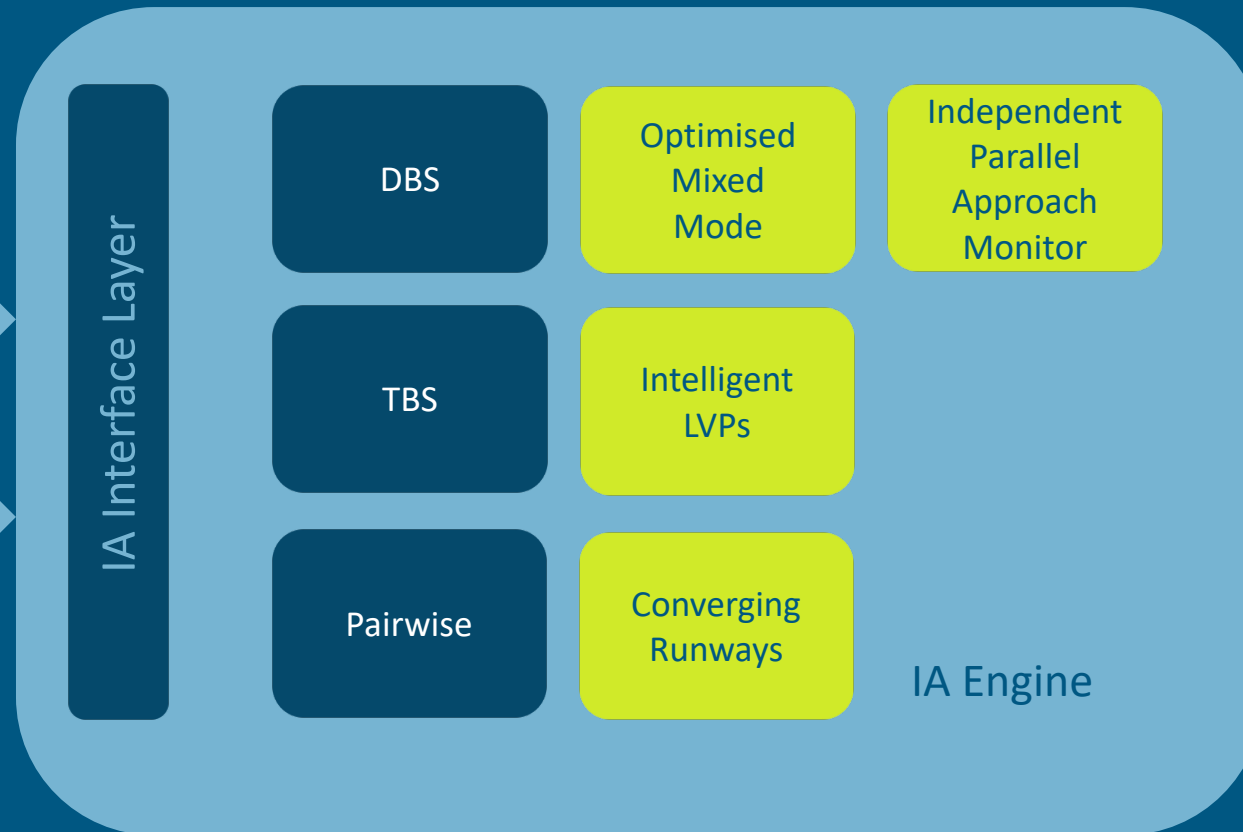 IA Interface Layer
DBS
Optimised
Mixed
Mode
Independent
Parallel
Approach
Monitor
TBS
Intelligent
LVPs
Pairwise
Converging
Runways
IA Engine